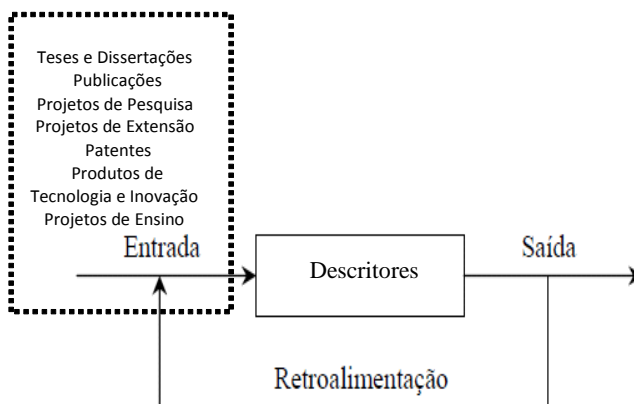 Teses e Dissertações
Publicações
Projetos de Pesquisa
Projetos de Extensão
Patentes
Produtos de
Tecnologia e Inovação
Projetos de Ensino
Entrada
Descritores
Saída
Retroalimentação